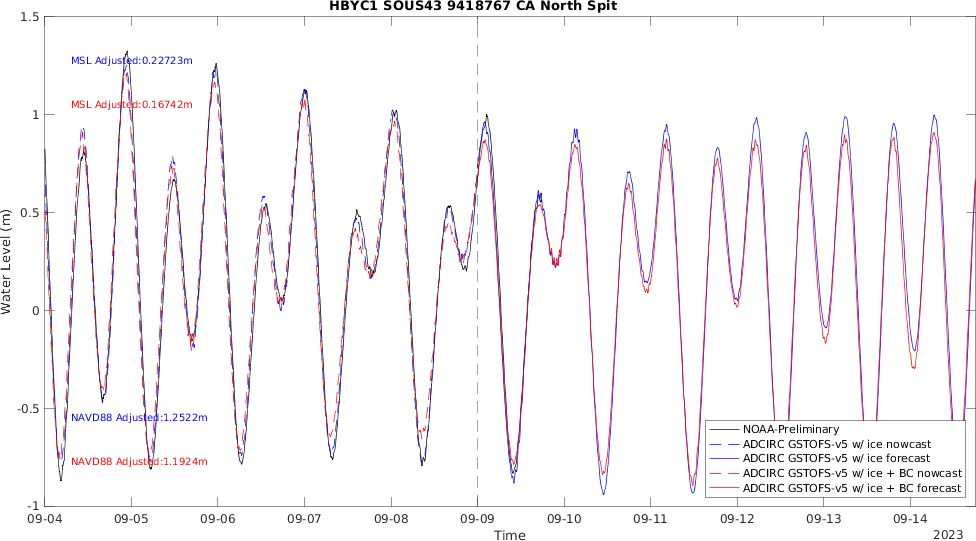 HBYC1 SOUS43 9418767 CA North Spit
1.5
1
0.5
0
-0.5
-1
Water Level (m)
MSL Adjusted:0.22723m
MSL Adjusted:0.16742m
NAVD88 Adjusted:1.2522m
NAVD88 Adjusted:1.1924m
NOAA-Preliminary
ADCIRC GSTOFS-v5 w/ ice nowcast
ADCIRC GSTOFS-v5 w/ ice forecast
ADCIRC GSTOFS-v5 w/ ice + BC nowcast
ADCIRC GSTOFS-v5 w/ ice + BC forecast
09-04 09-05 09-06 09-07 09-08 09-09 09-10 09-11 09-12 09-13 09-14
Time
2023